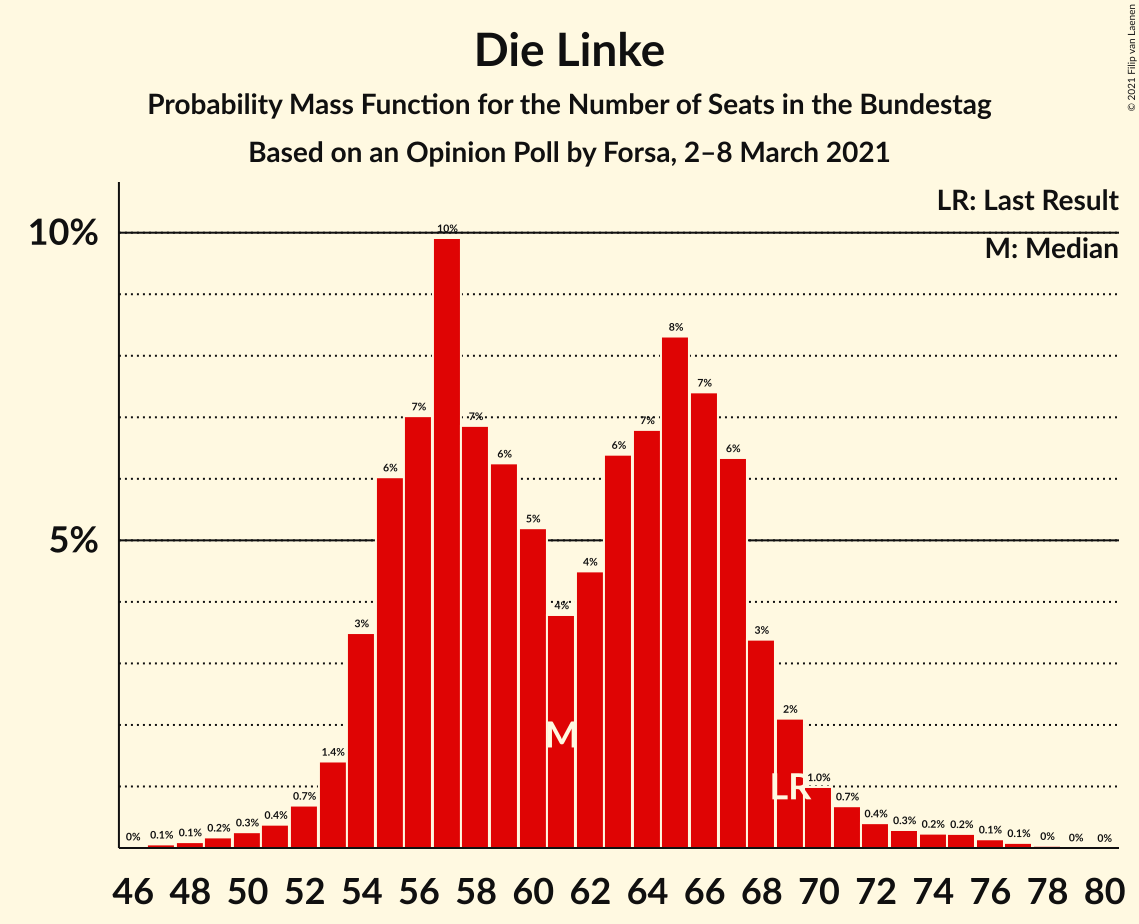 Die Linke
Probability Mass Function for the Number of Seats in the Bundestag
Based on an Opinion Poll by Forsa, 2–8 March 2021
© 2021 Filip van Laenen
LR: Last Result
M: Median
10%
5%
0% 0.1% 0.1% 0.2% 0.3% 0.4% 0.7% 1.4% 3% 6% 7% 10% 7% 6% 5% 4% 4% 6% 7% 8% 7% 6% 3% 2% 1.0% 0.7% 0.4% 0.3% 0.2% 0.2% 0.1% 0.1% 0% 0% 0%
M
LR
46 48 50 52 54 56 58 60 62 64 66 68 70 72 74 76 78 80